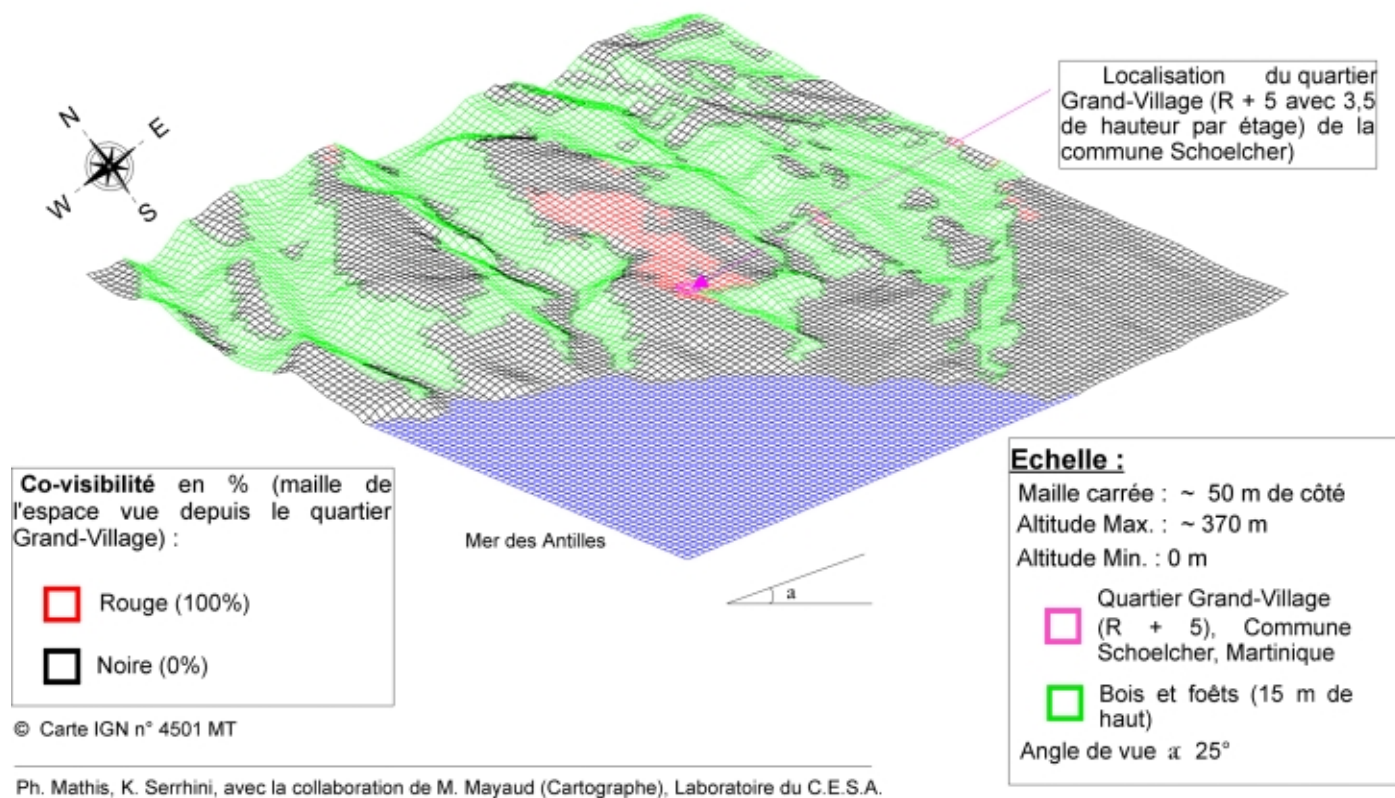 Localisation du quartier
Grand-Village (R + 5 avec 3,5
de hauteur par étage) de la
commune Schoelcher)
N
E
W
S
Co-visibilité en % (maille de
l'espace vue depuis le quartier
Grand-Village) :
Rouge (100%)
Noire (0%)
Mer des Antilles
a
Echelle :
Maille carrée : ~ 50 m de côté
Altitude Max. : ~ 370 m
Altitude Min. : 0 m
Quartier Grand-Village
(R + 5), Commune
Schoelcher, Martinique
Bois et foêts (15 m de
haut)
Angle de vue a 25°
© Carte IGN n° 4501 MT
Ph. Mathis, K. Serrhini, avec la collaboration de M. Mayaud (Cartographe), Laboratoire du C.E.S.A.